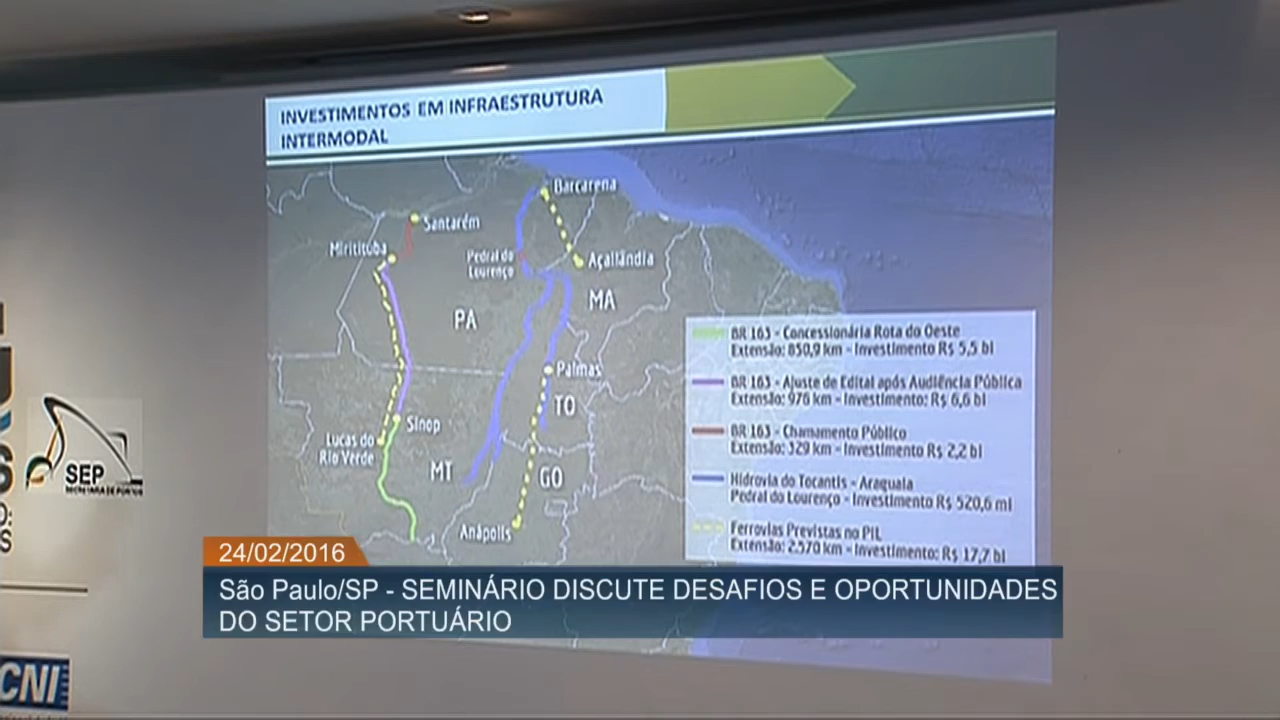 INVESTIMENTOS EM INFRAESTRUTURA
INTERMODAL
Barcarena
Santarém
Mirititúba
Pedral do
Lourenço
Açailândia
MA
PA
Palmas
TO
Sinop
Lucas do
Rio Verde
MT
GO
Anápolis
BR 163 - Concessionária Rota do Oeste
Extensão: 850,9 km - Investimento R$ 5,5 bi
BR 163 - Ajuste de Edital após Audiência Pública
Extensão: 976 km - Investimento: R$ 6,6 bi
BR 163 - Chamamento Público
Extensão: 329 km - Investimento R$ 2,2 bi
Hidrovia do Tocantis - Araguaia
Pedral do Lourenço - Investimento R$ 520,6 mi
Ferrovias Previstas no PIL
Extensão: 2.570 km - Investimento: R$ 17,7 bi
SEP
SECRETARIA DE PORTOS
CNI
24/02/2016
São Paulo/SP - SEMINÁRIO DISCUTE DESAFIOS E OPORTUNIDADES
DO SETOR PORTUÁRIO